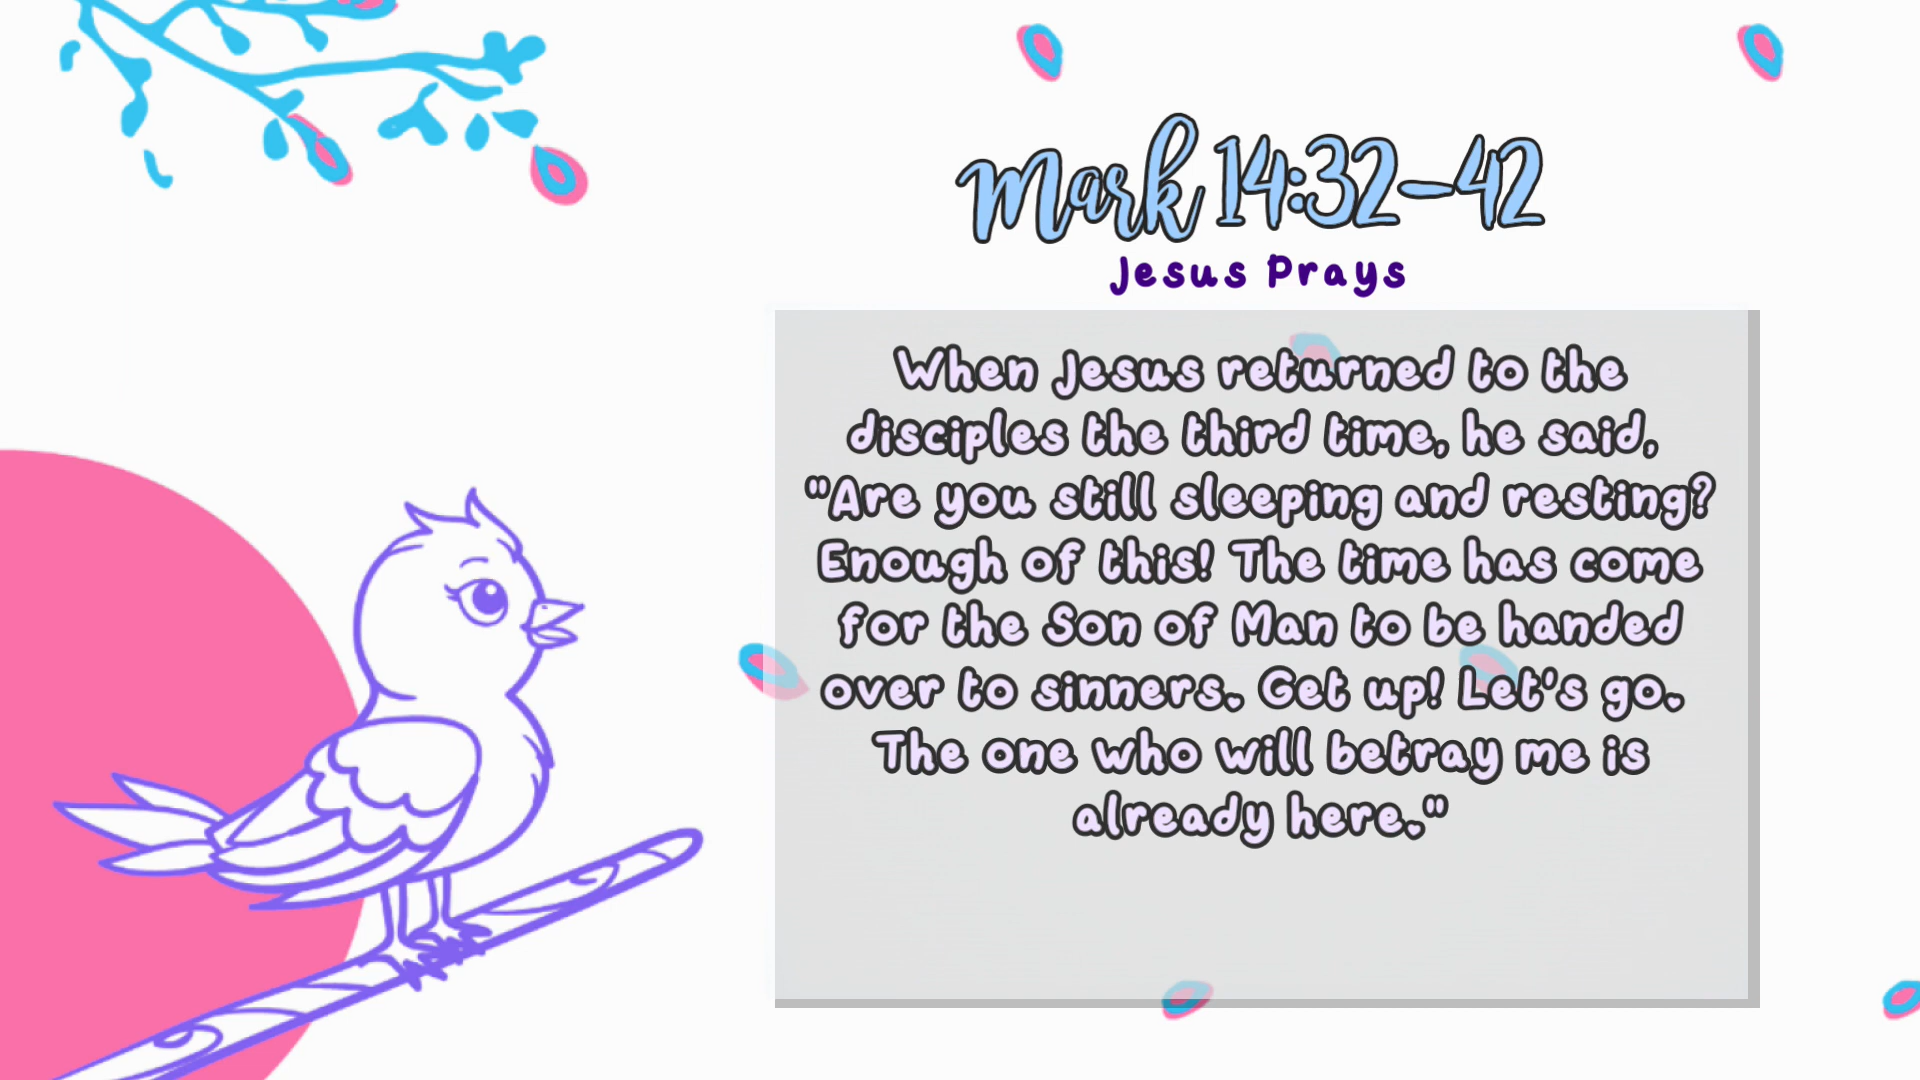 Mark 14:32-42
Jesus Prays
When Jesus returned to the
disciples the third time, he said,
"Are you still sleeping and resting?
Enough of this! The time has come
for the Son of Man to be handed
over to sinners. Get up! Let's go.
The one who will betray me is
already here."